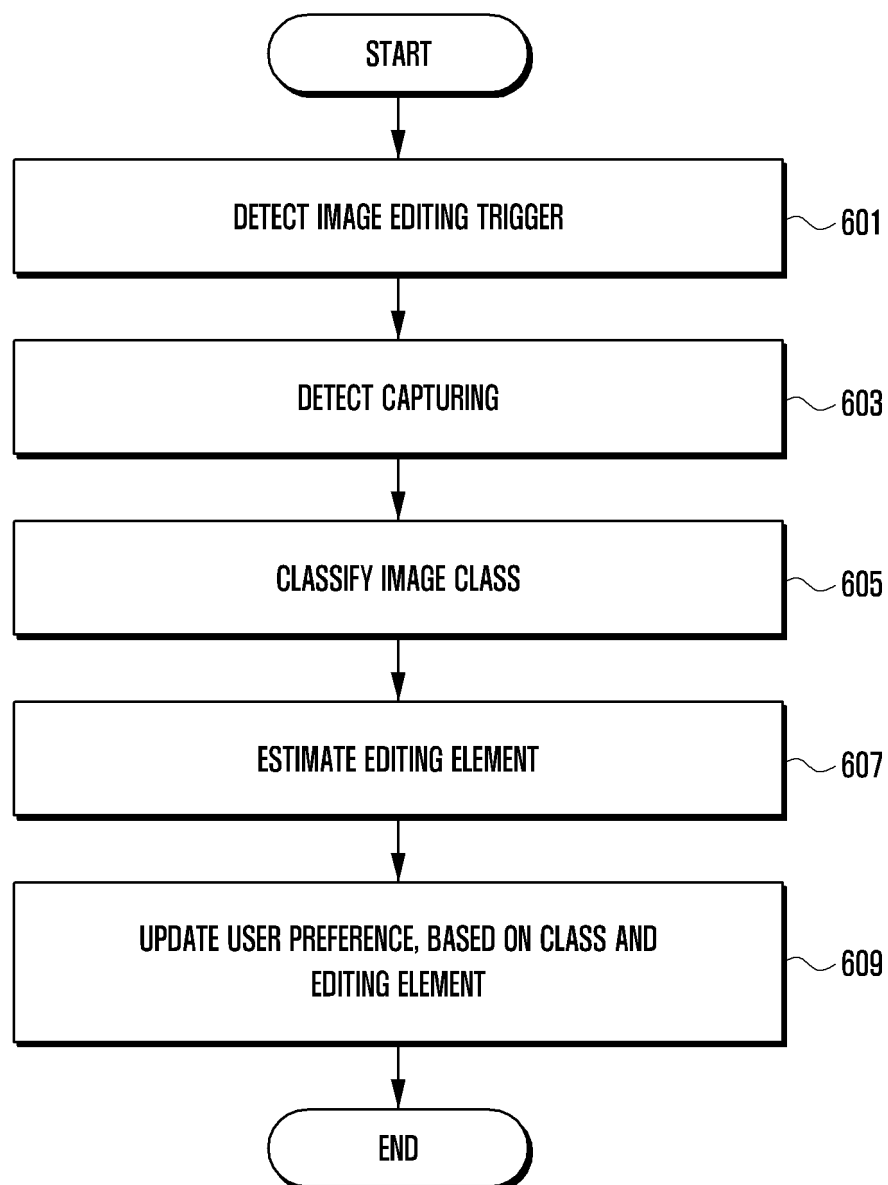 START
DETECT IMAGE EDITING TRIGGER
601
DETECT CAPTURING
603
CLASSIFY IMAGE CLASS
605
ESTIMATE EDITING ELEMENT
607
UPDATE USER PREFERENCE, BASED ON CLASS AND
EDITING ELEMENT
609
END